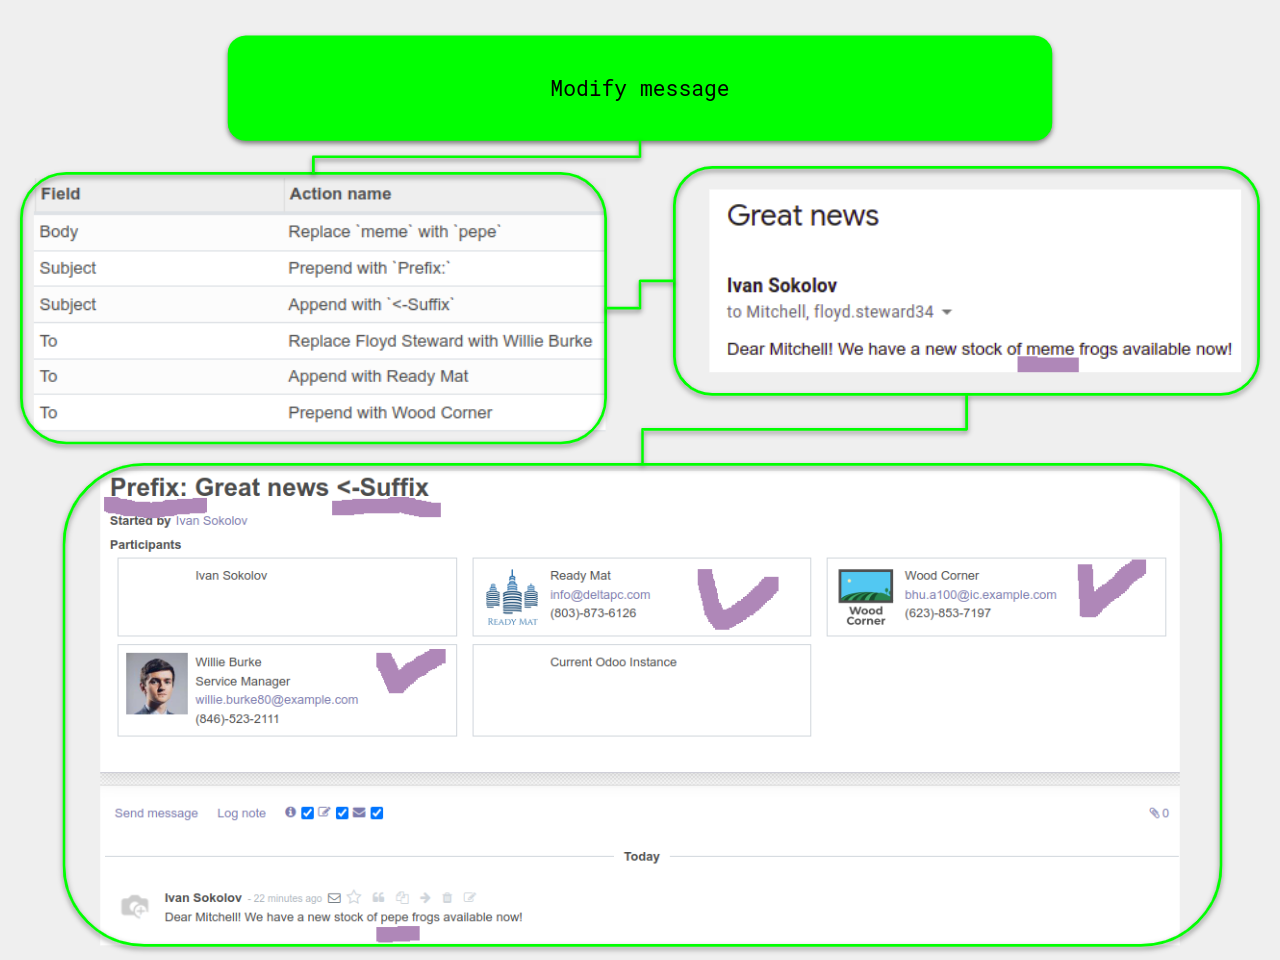 Modify message
Field Action name
Body Replace `meme` with `pepe`
Subject Prepend with `Prefix:`
Subject Append with `<-Suffix`
To Replace Floyd Steward with Willie Burke
To Append with Ready Mat
To Prepend with Wood Corner
Great news
Ivan Sokolov
to Mitchell, floyd.steward34
Dear Mitchell! We have a new stock of meme frogs available now!
Prefix: Great news <-Suffix
Started by Ivan Sokolov
Participants
Ivan Sokolov
READY MAT
Ready Mat
info@deltapc.com
(803)-873-6126
Wood
Corner
Wood Corner
bhu.a100@ic.example.com
(623)-853-7197
Willie Burke
Service Manager
willie.burke80@example.com
(846)-523-2111
Current Odoo Instance
Send message Log note 0
Today
Ivan Sokolov - 22 minutes ago
Dear Mitchell! We have a new stock of pepe frogs available now!